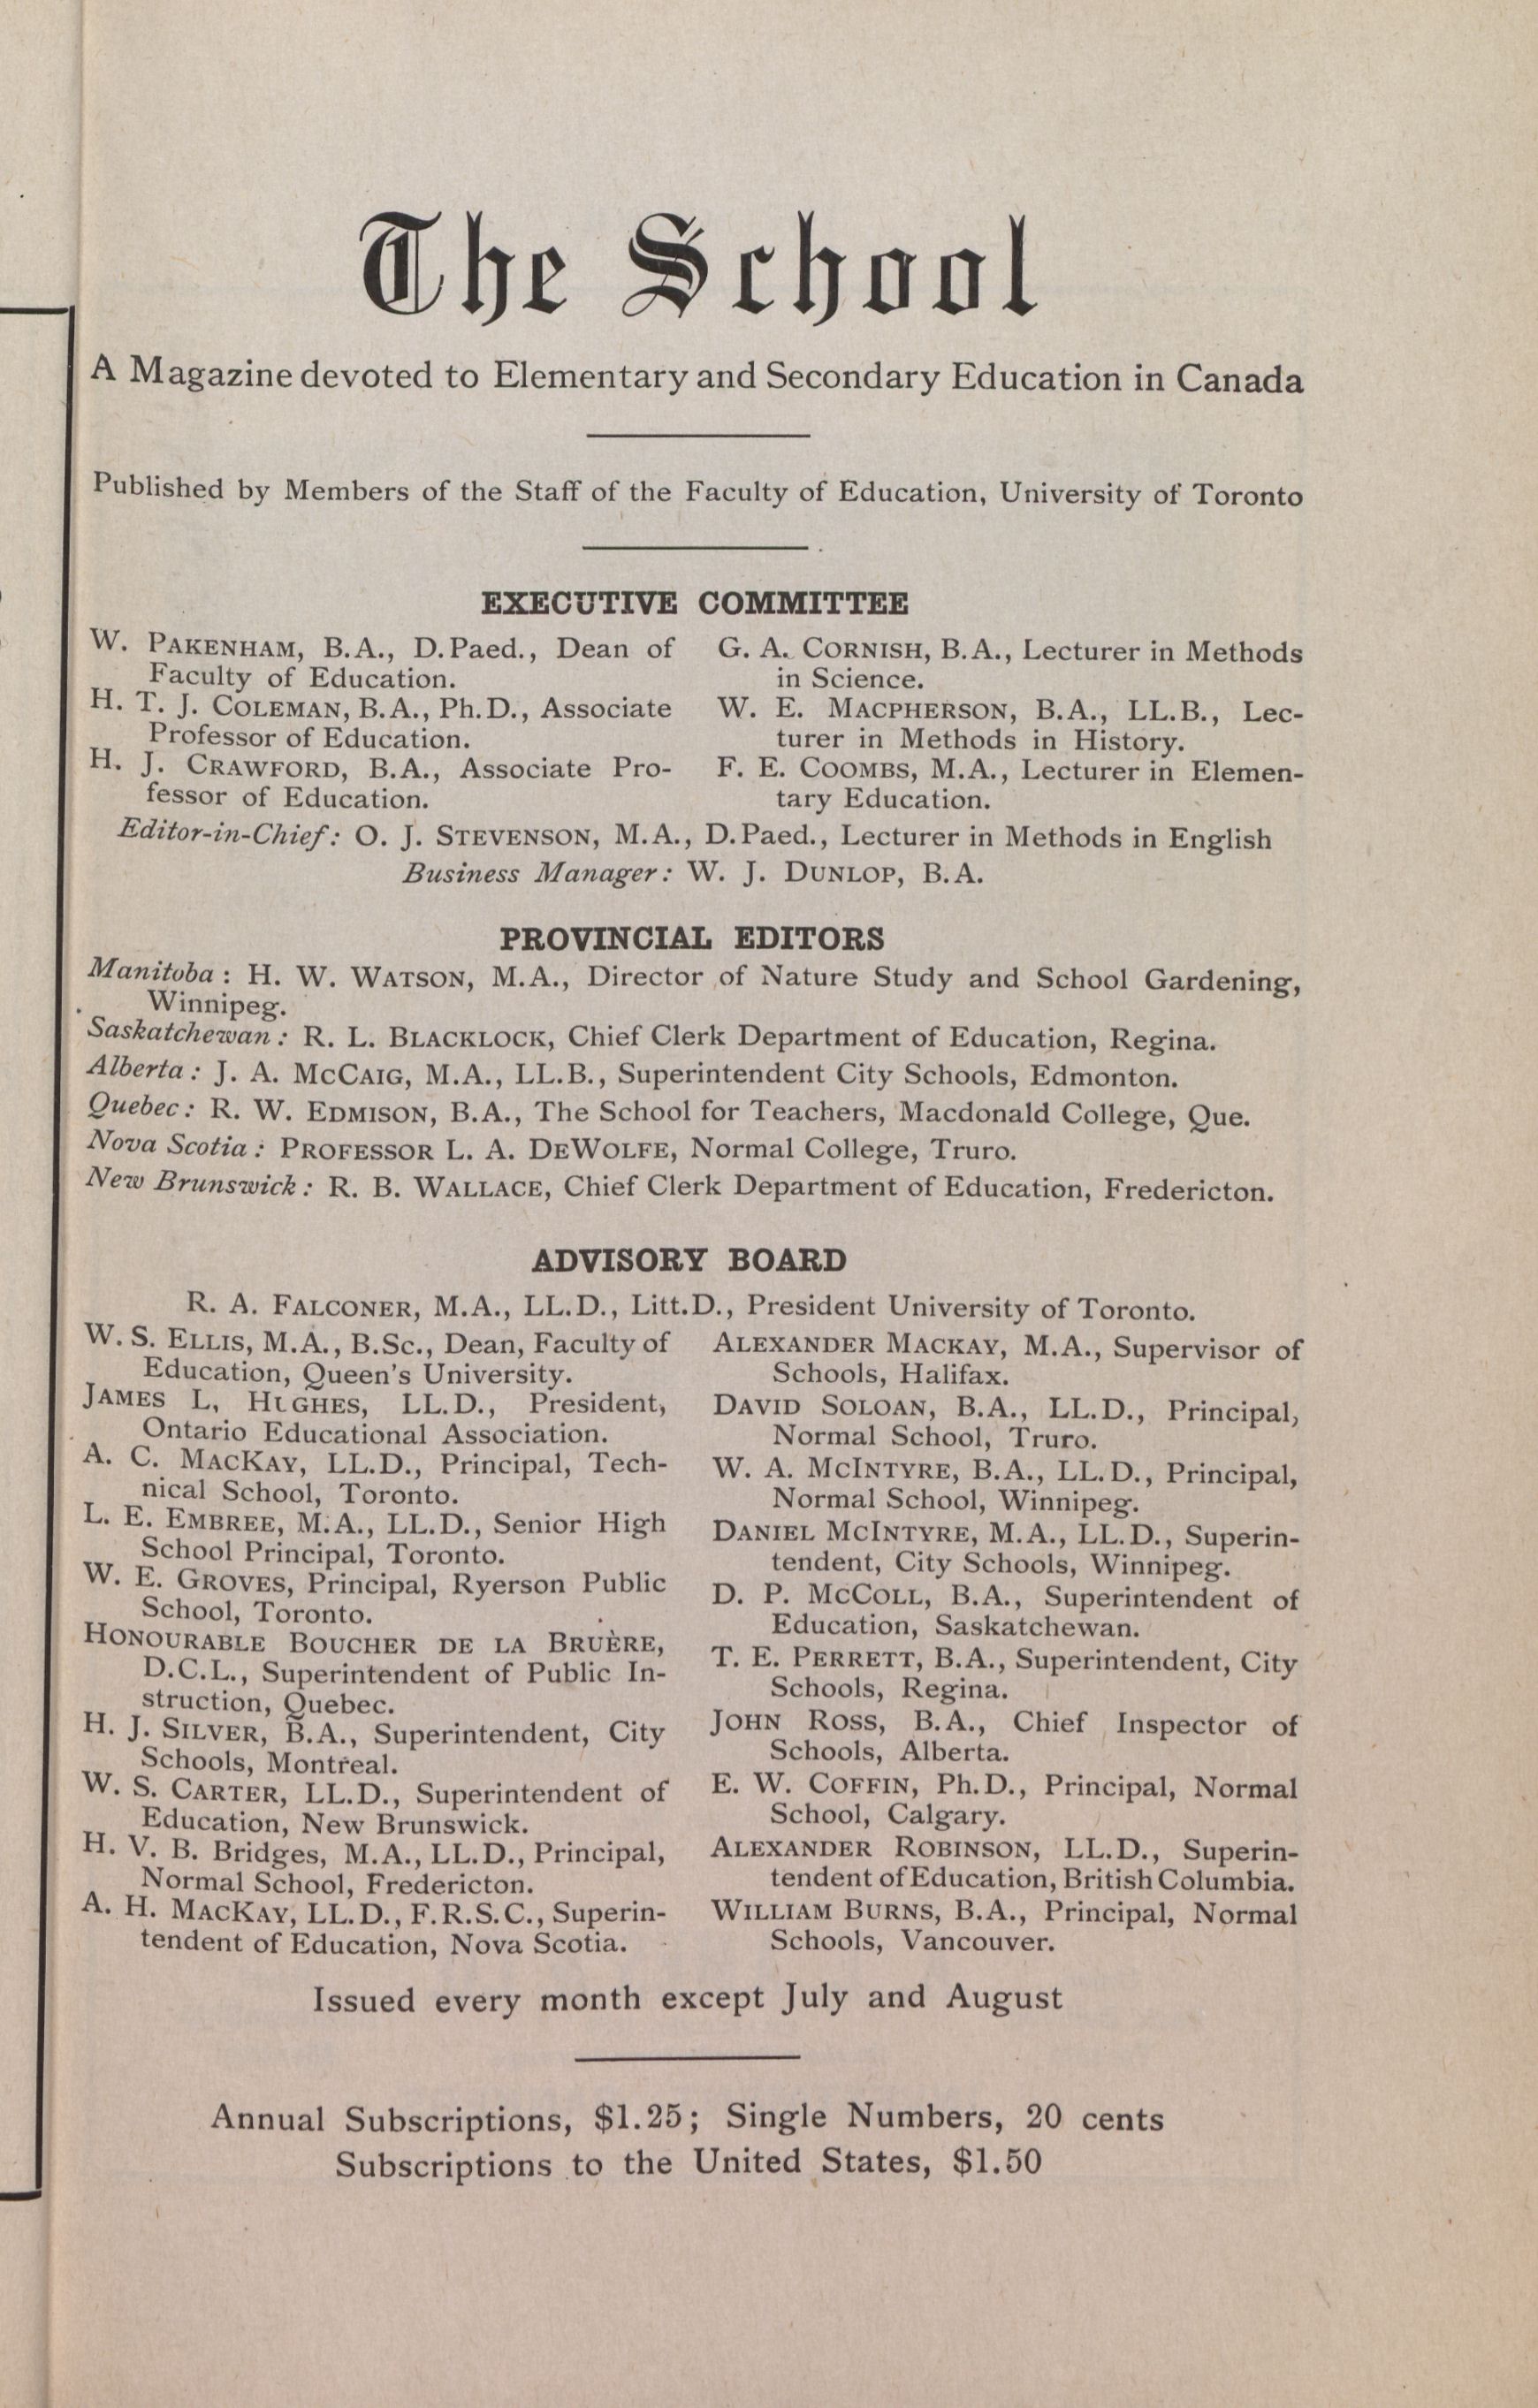 The School
A Magazine devoted to Elementary and Secondary Education in Canada
Published by Members of the Staff of the Faculty of Education, University of Toronto
EXECUTIVE COMMITTEE
W. PAKENHAM, B.A., D.Paed., Dean of
Faculty of Education.
H. T. J. COLEMAN, B.A., Ph.D., Associate
Professor of Education.
H. J. CRAWFORD, B.A., Associate Pro-
fessor of Education.
G. A. CORNISH, B.A., Lecturer in Methods
in Science.
W. E. MACPHERSON, B.A., LL.B., Lec-
turer in Methods in History.
F. E. COOMBS, M.A., Lecturer in Elemen-
tary Education.
Editor-in-Chief: O. J. STEVENSON, M.A., D.Paed., Lecturer in Methods in English
Business Manager: W. J. DUNLOP, B.A.
PROVINCIAL EDITORS
Manitoba: H. W. WATSON, M.A., Director of Nature Study and School Gardening,
Winnipeg.
Saskatchewan: R. L. BLACKLOCK, Chief Clerk Department of Education, Regina.
Alberta: J. A. MCCAIG, M.A., LL.B., Superintendent City Schools, Edmonton.
Quebec: R. W. EDMISON, B.A., The School for Teachers, Macdonald College, Que.
Nova Scotia: PROFESSOR L. A. DEWOLFE, Normal College, Truro.
New Brunswick: R. B. WALLACE, Chief Clerk Department of Education, Fredericton.
ADVISORY BOARD
R. A. FALCONER, M.A., LL.D., Litt.D., President University of Toronto.
W. S. ELLIS, M.A., B.Sc., Dean, Faculty of
Education, Queen's University.
JAMES L. HUGHES, LL.D., President,
Ontario Educational Association.
A. C. MACKAY, LL.D., Principal, Tech-
nical School, Toronto.
L. E. EMBREE, M.A., LL.D., Senior High
School Principal, Toronto.
W. E. GROVES, Principal, Ryerson Public
School, Toronto.
HONOURABLE BOUCHER DE LA BRUÈRE,
D.C.L., Superintendent of Public In-
struction, Quebec.
H. J. SILVER, B.A., Superintendent, City
Schools, Montreal.
W. S. CARTER, LL.D., Superintendent of
Education, New Brunswick.
H. V. B. Bridges, M.A., LL.D., Principal,
Normal School, Fredericton.
A. H. MACKAY, LL.D., F.R.S.C., Superin-
tendent of Education, Nova Scotia.
ALEXANDER MACKAY, M.A., Supervisor of
Schools, Halifax.
DAVID SOLOAN, B.A., LL.D., Principal,
Normal School, Truro.
W. A. MCINTYRE, B.A., LL.D., Principal,
Normal School, Winnipeg.
DANIEL MCINTYRE, M.A., LL.D., Superin-
tendent, City Schools, Winnipeg.
D. P. MCCOLL, B.A., Superintendent of
Education, Saskatchewan.
T. E. PERRETT, B.A., Superintendent, City
Schools, Regina.
JOHN ROSS, B.A., Chief Inspector of
Schools, Alberta.
E. W. COFFIN, Ph.D., Principal, Normal
School, Calgary.
ALEXANDER ROBINSON, LL.D., Superin-
tendent of Education, British Columbia.
WILLIAM BURNS, B.A., Principal, Normal
Schools, Vancouver.
Issued every month except July and August
Annual Subscriptions, $1.25; Single Numbers, 20 cents
Subscriptions to the United States, $1.50